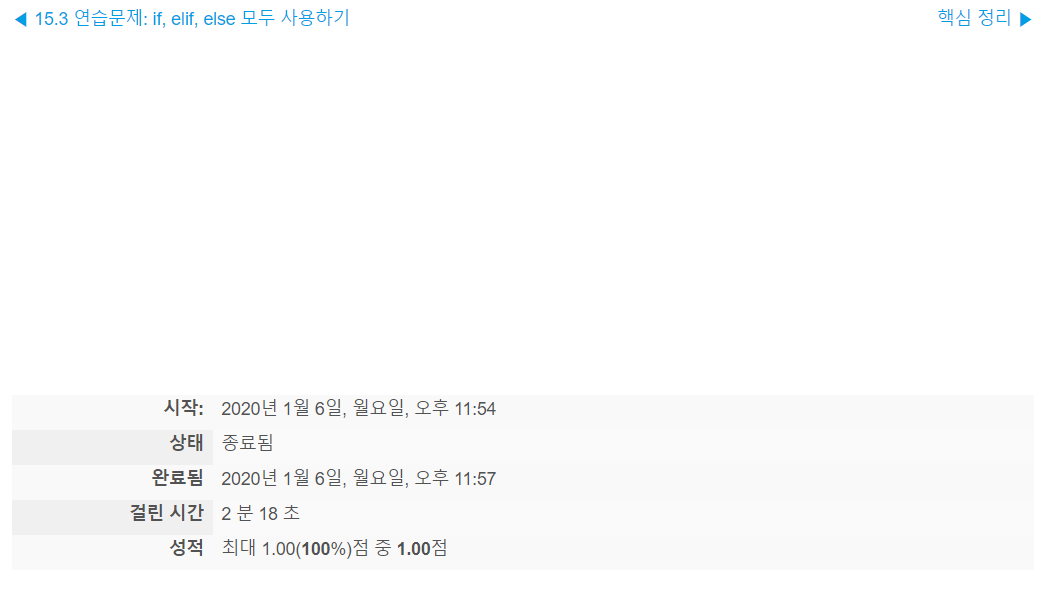 ◀ 15.3 연습문제: if, elif, else 모두 사용하기
핵심 정리 ▶
시작: 2020년 1월 6일, 월요일, 오후 11:54
상태 종료됨
완료됨 2020년 1월 6일, 월요일, 오후 11:57
걸린 시간 2 분 18 초
성적 최대 1.00(100%)점 중 1.00점